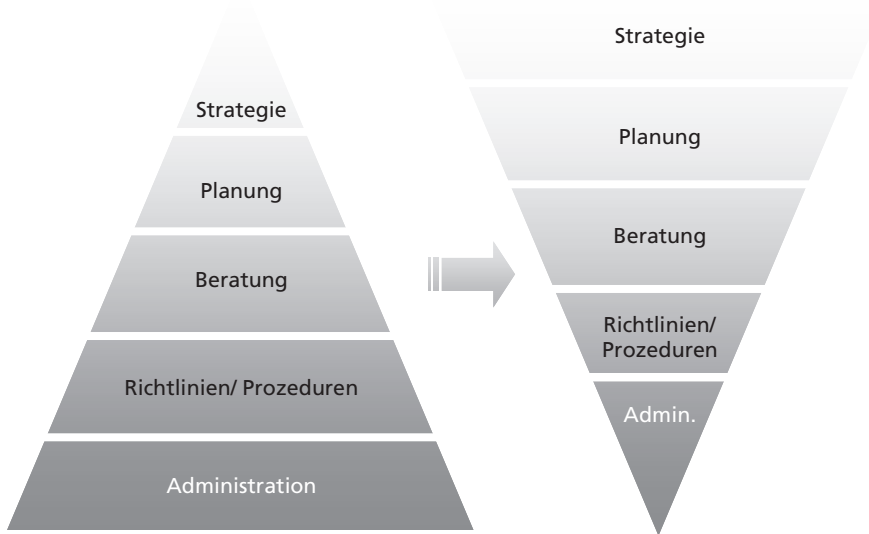 Strategie
Planung
Beratung
Richtlinien/ Prozeduren
Administration
Strategie
Planung
Beratung
Richtlinien/
Prozeduren
Admin.